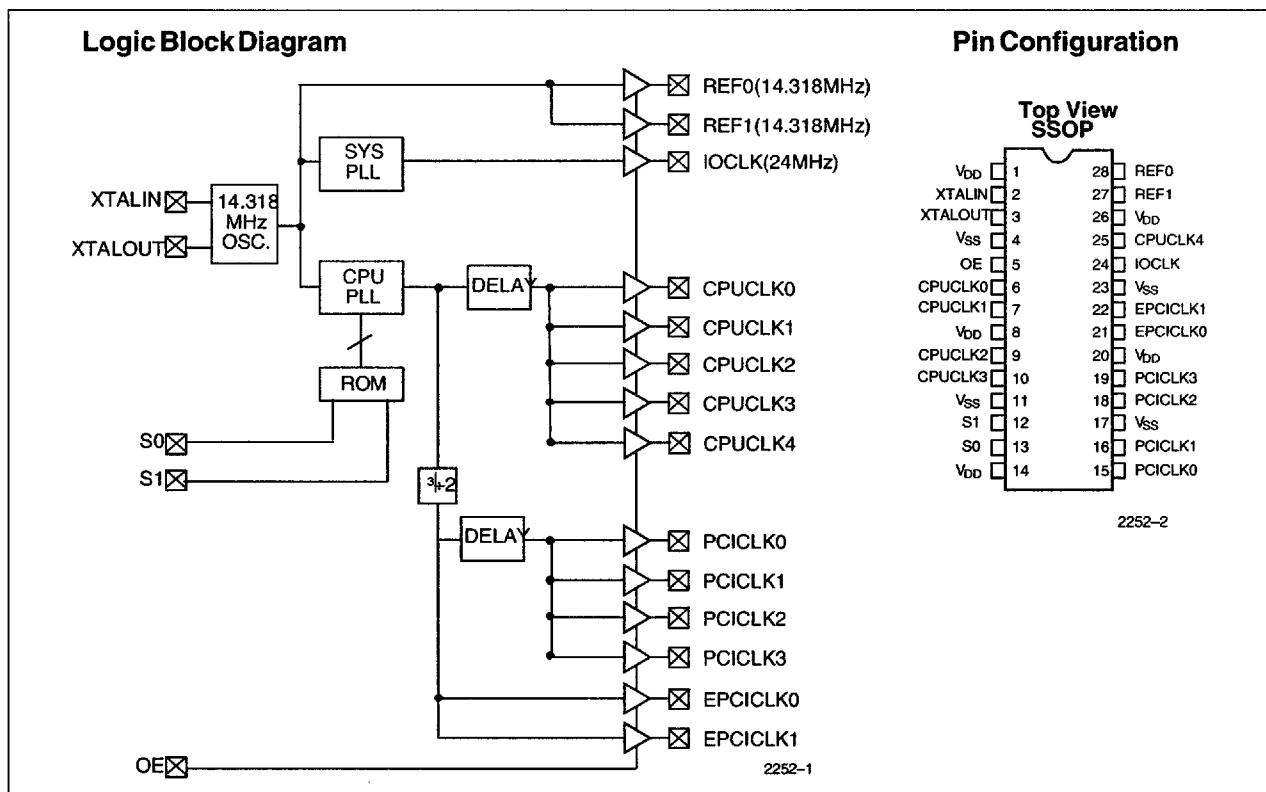 Logic Block Diagram
REF0(14.318MHz)
REF1(14.318MHz)
SYS
PLL
IOCLK(24MHz)
XTALIN
XTALOUT
14.318
MHz
OSC.
CPU
PLL
DELAY
CPUCLK0
CPUCLK1
CPUCLK2
CPUCLK3
CPUCLK4
ROM
S0
S1
³÷2
DELAY
PCICLK0
PCICLK1
PCICLK2
PCICLK3
EPCICLK0
EPCICLK1
OE
2252–1
Pin Configuration
Top View
SSOP
VDD 1 28 REF0
XTALIN 2 27 REF1
XTALOUT 3 26 VDD
VSS 4 25 CPUCLK4
OE 5 24 IOCLK
CPUCLK0 6 23 VSS
CPUCLK1 7 22 EPCICLK1
VDD 8 21 EPCICLK0
CPUCLK2 9 20 VDD
CPUCLK3 10 19 PCICLK3
VSS 11 18 PCICLK2
S1 12 17 VSS
S0 13 16 PCICLK1
VDD 14 15 PCICLK0
2252–2